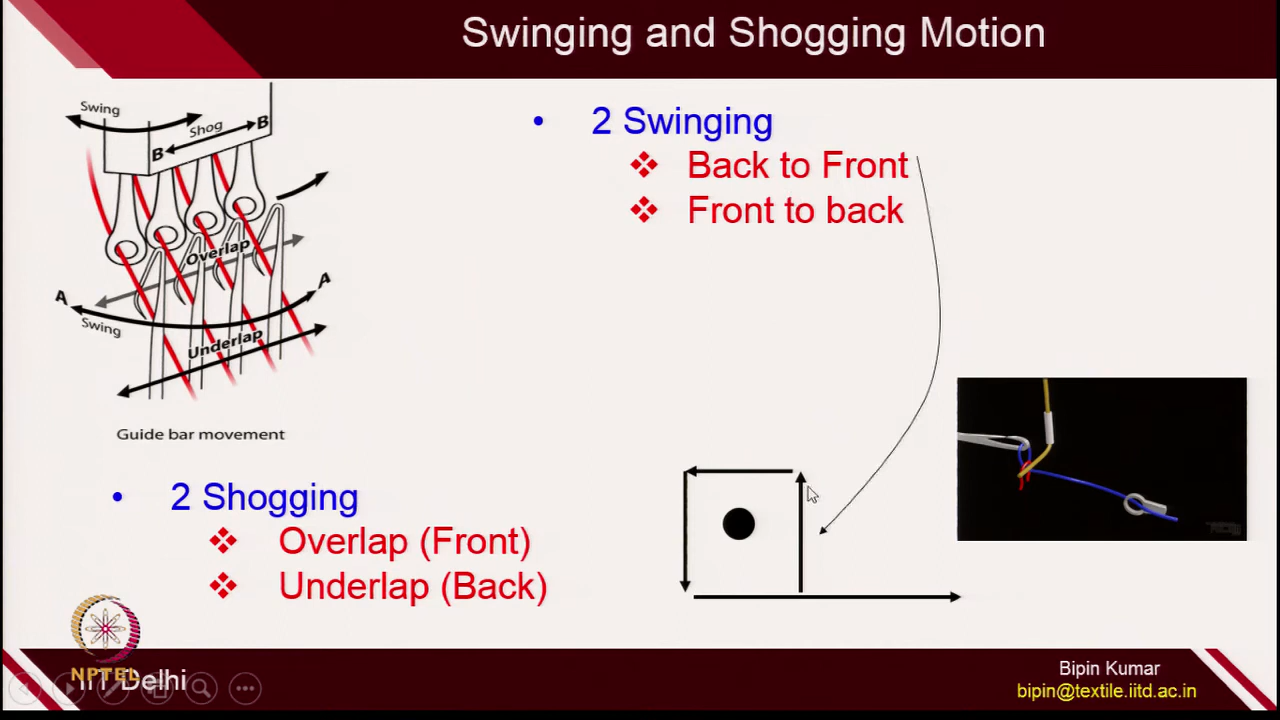 Swinging and Shogging Motion
Swing
Shog
B
B
Overlap
A
A
Swing
Underlap
Guide bar movement
• 2 Swinging
❖ Back to Front
❖ Front to back
• 2 Shogging
❖ Overlap (Front)
❖ Underlap (Back)
NPTEL
IIT Delhi
Bipin Kumar
bipin@textile.iitd.ac.in